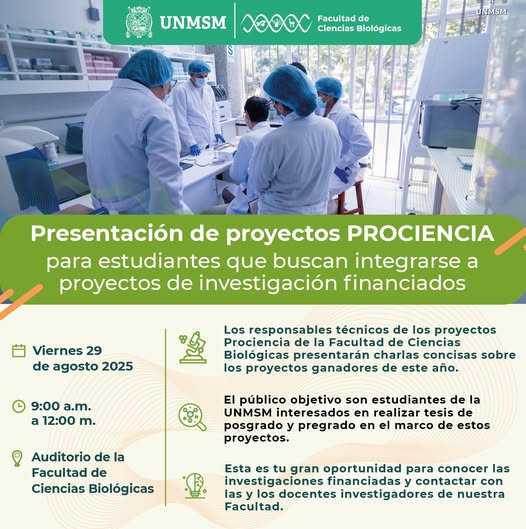 UNMSM
Facultad de
Ciencias Biológicas
UNMSM
Presentación de proyectos PROCIENCIA
para estudiantes que buscan integrarse a
proyectos de investigación financiados
Viernes 29
de agosto 2025
9:00 a.m.
a 12:00 m.
Auditorio de la
Facultad de
Ciencias Biológicas
Los responsables técnicos de los proyectos
Prociencia de la Facultad de Ciencias
Biológicas presentarán charlas concisas sobre
los proyectos ganadores de este año.
El público objetivo son estudiantes de la
UNMSM interesados en realizar tesis de
posgrado y pregrado en el marco de estos
proyectos.
Esta es tu gran oportunidad para conocer las
investigaciones financiadas y contactar con
las y los docentes investigadores de nuestra
Facultad.